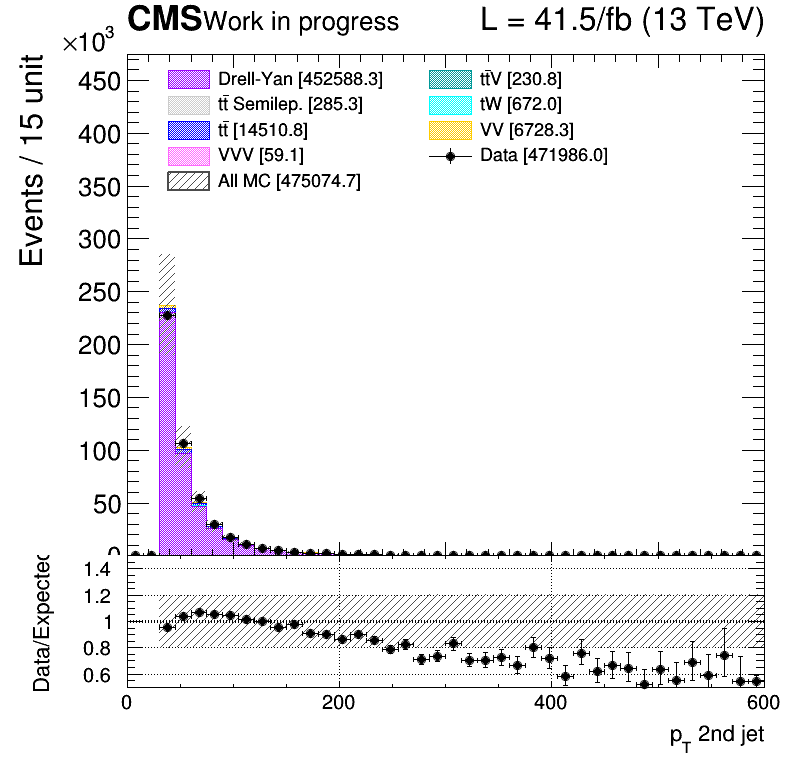 CMS Work in progress L = 41.5/fb (13 TeV)
×10³
Events / 15 unit
450
400
350
300
250
200
150
100
50
0
Drell-Yan [452588.3]
tt̄ Semilep. [285.3]
tt̄ [14510.8]
VVV [59.1]
All MC [475074.7]
tt̄V [230.8]
tW [672.0]
VV [6728.3]
Data [471986.0]
Data/Expected
1.4
1.2
1
0.8
0.6
0 200 400 600
p_T 2nd jet